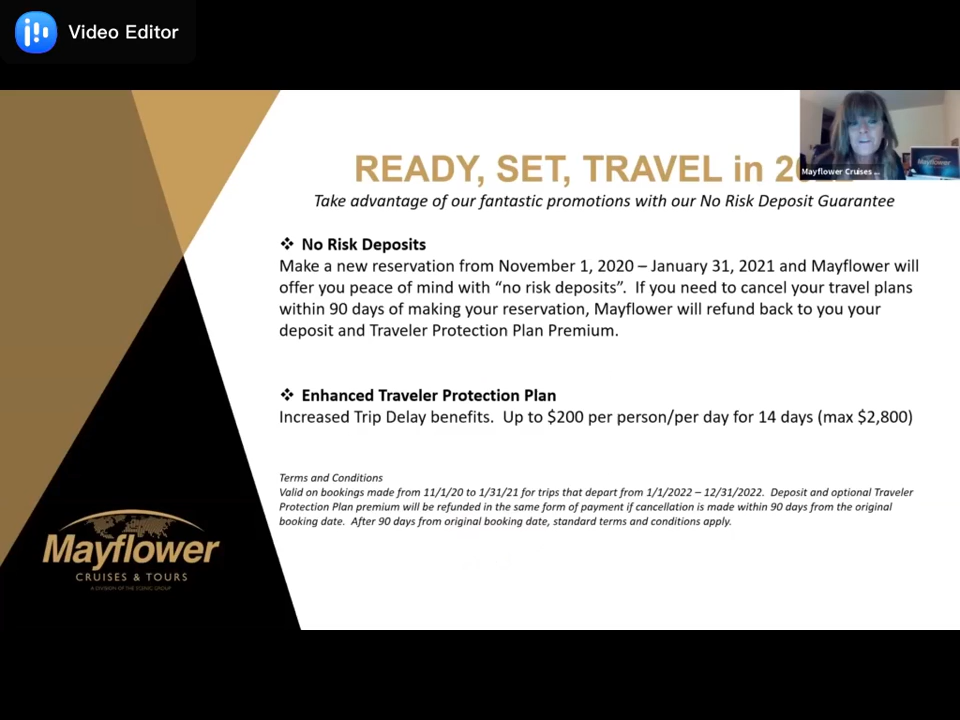 Video Editor
READY, SET, TRAVEL in
Mayflower Cruises ...
Mayflower
Take advantage of our fantastic promotions with our No Risk Deposit Guarantee
❖ No Risk Deposits
Make a new reservation from November 1, 2020 – January 31, 2021 and Mayflower will
offer you peace of mind with “no risk deposits”. If you need to cancel your travel plans
within 90 days of making your reservation, Mayflower will refund back to you your
deposit and Traveler Protection Plan Premium.
❖ Enhanced Traveler Protection Plan
Increased Trip Delay benefits. Up to $200 per person/per day for 14 days (max $2,800)
Terms and Conditions
Valid on bookings made from 11/1/20 to 1/31/21 for trips that depart from 1/1/2022 – 12/31/2022. Deposit and optional Traveler
Protection Plan premium will be refunded in the same form of payment if cancellation is made within 90 days from the original
booking date. After 90 days from original booking date, standard terms and conditions apply.
Mayflower
CRUISES & TOURS
A DIVISION OF THE SCENIC GROUP